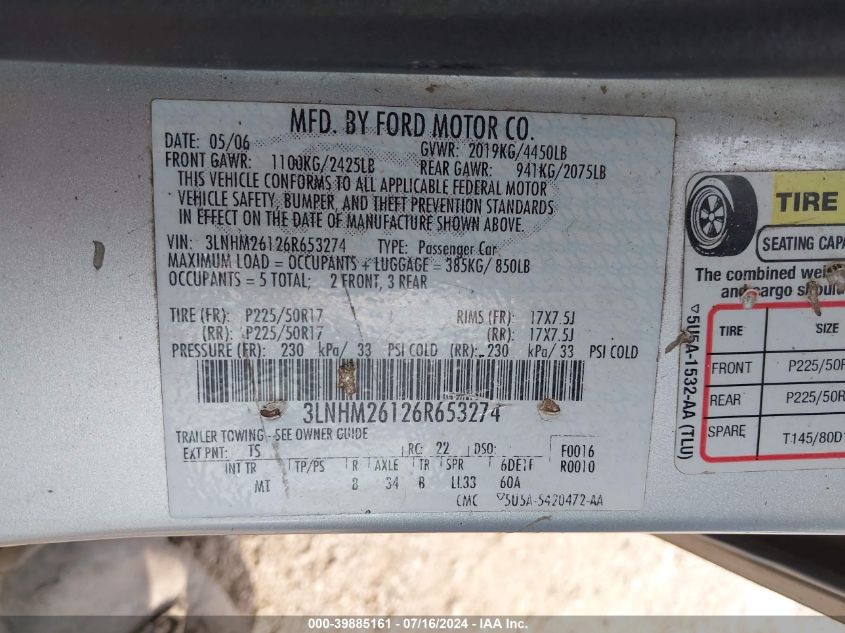 MFD. BY FORD MOTOR CO.
DATE: 05/06 GVWR: 2019KG/4450LB
FRONT GAWR: 1100KG/2425LB REAR GAWR: 941KG/2075LB
THIS VEHICLE CONFORMS TO ALL APPLICABLE FEDERAL MOTOR
VEHICLE SAFETY, BUMPER, AND THEFT PREVENTION STANDARDS
IN EFFECT ON THE DATE OF MANUFACTURE SHOWN ABOVE.
VIN: 3LNHM26126R653274 TYPE: Passenger Car
MAXIMUM LOAD = OCCUPANTS + LUGGAGE = 385KG/ 850LB
OCCUPANTS = 5 TOTAL; 2 FRONT, 3 REAR
TIRE (FR): P225/50R17 RIMS (FR): 17X7.5J
(RR): P225/50R17 (RR): 17X7.5J
PRESSURE (FR): 230 kPa/ 33 PSI COLD (RR): 230 kPa/ 33 PSI COLD
3LNHM26126R653274
TRAILER TOWING - SEE OWNER GUIDE
EXT PNT: TS RC: 22 DSO: F0016
INT TR TP/PS R AXLE TR SPR R0010
MT 8 34 B LL33 60A
CMC ▽5U5A-5420472-AA
TIRE
SEATING CAPA
The combined weig
and cargo shoul
TIRE SIZE
FRONT P225/50R
REAR P225/50R
SPARE T145/80D1
▽5U5A-1532-AA (TLU)
000-39885161 - 07/16/2024 - IAA Inc.